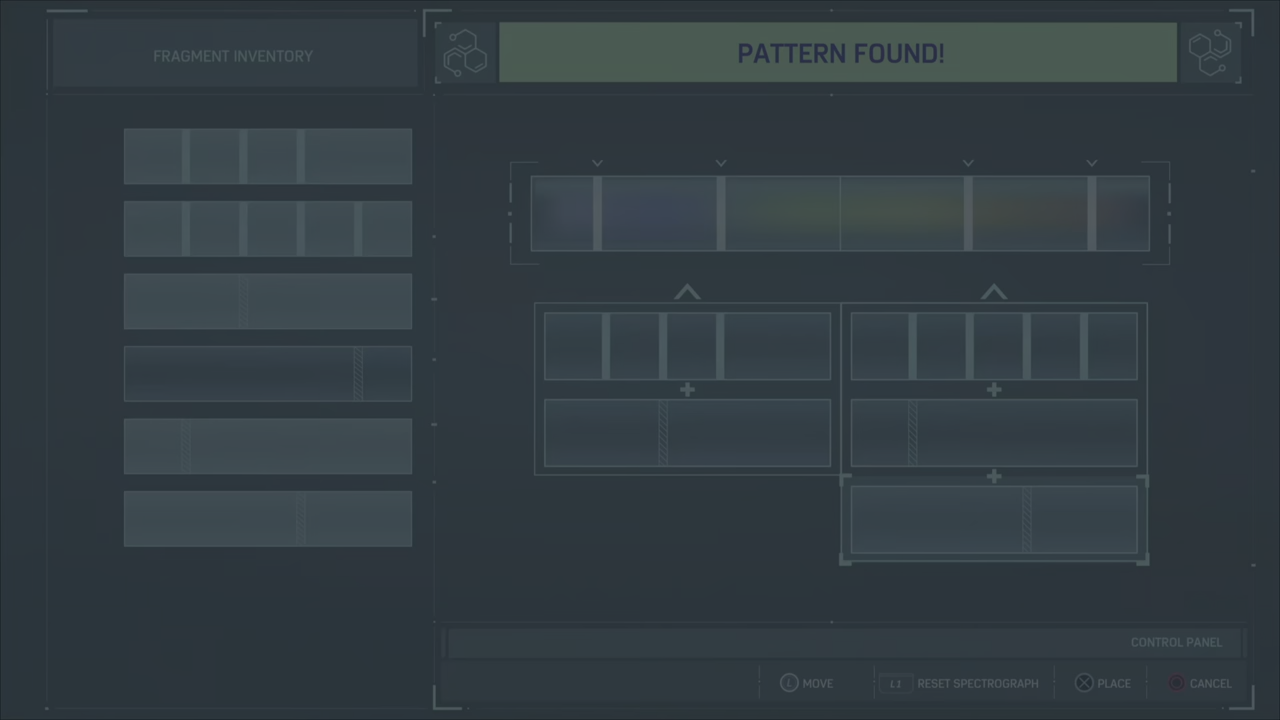 FRAGMENT INVENTORY
PATTERN FOUND!
CONTROL PANEL
L MOVE
L1 RESET SPECTROGRAPH
PLACE
CANCEL